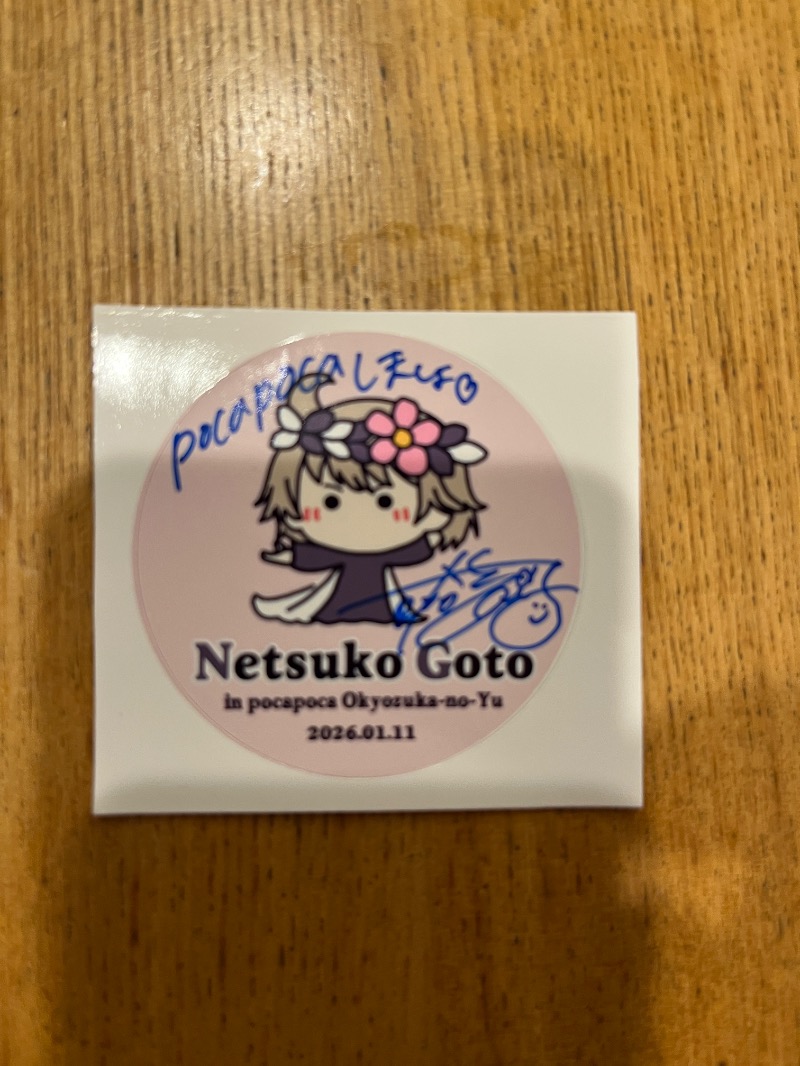 pocapocaしましょ
Netsuko Goto
in pocapoca Okyozuka-no-Yu
2026.01.11